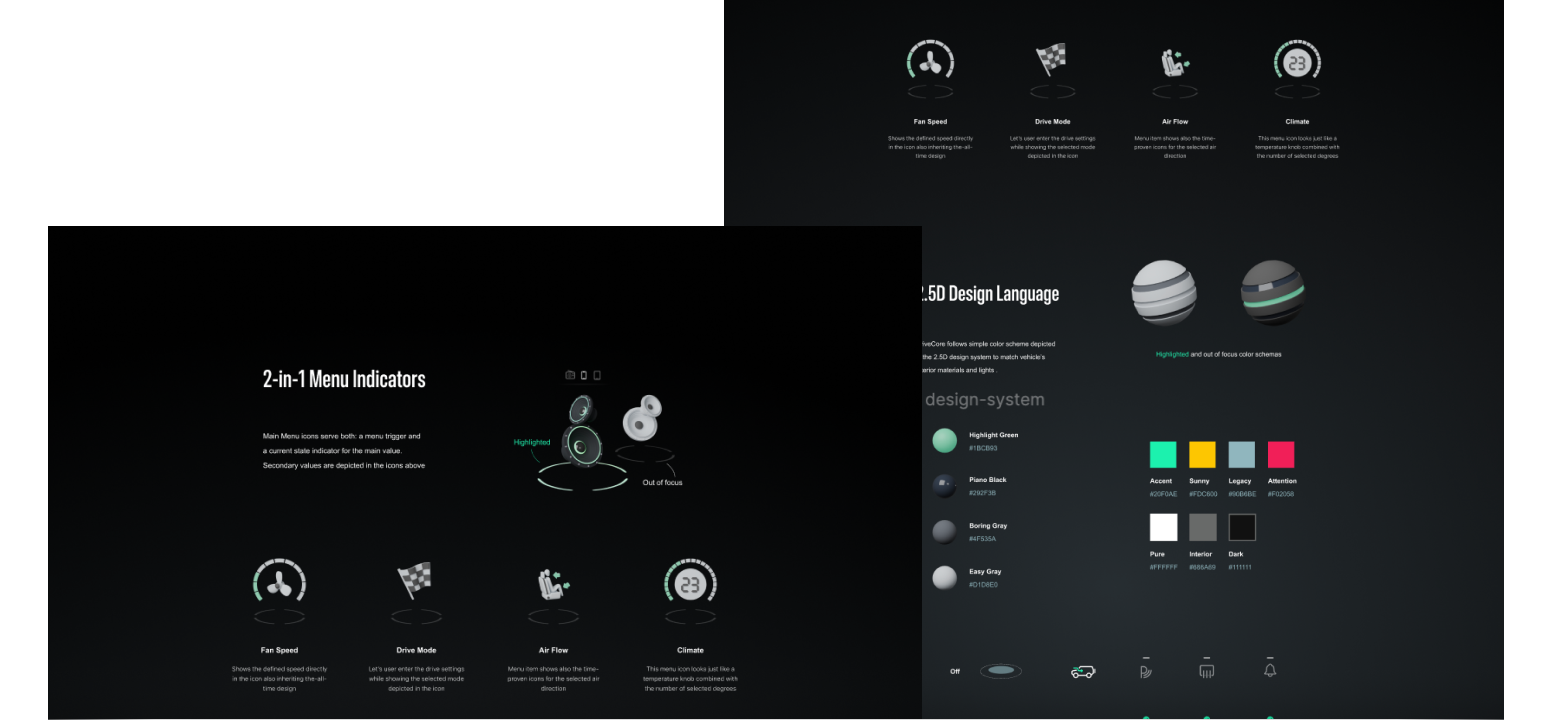 Fan Speed
Drive Mode
Air Flow
Climate
Shows the defined speed directly
in the icon also inheriting the-all-
time design
Let's user enter the drive settings
while showing the selected mode
depicted in the icon
Menu item shows also the time-
proven icons for the selected air
direction
This menu icon looks just like a
temperature knob combined with
the number of selected degrees
23
2.5D Design Language
iveCore follows simple color scheme depicted
the 2.5D design system to match vehicle's
erior materials and lights .
Highlighted and out of focus color schemas
design-system
Highlight Green
#1BCB93
Piano Black
#292F3B
Boring Gray
#4F535A
Easy Gray
#D1D8E0
Accent
Sunny
Legacy
Attention
#20F0AE
#FDC600
#90B6BE
#F02058
Pure
Interior
Dark
#FFFFFF
#666A69
#111111
Off
2-in-1 Menu Indicators
Main Menu icons serve both: a menu trigger and
a current state indicator for the main value.
Secondary values are depicted in the icons above
Highlighted
Out of focus
23
Fan Speed
Drive Mode
Air Flow
Climate
Shows the defined speed directly
in the icon also inheriting the-all-
time design
Let's user enter the drive settings
while showing the selected mode
depicted in the icon
Menu item shows also the time-
proven icons for the selected air
direction
This menu icon looks just like a
temperature knob combined with
the number of selected degrees